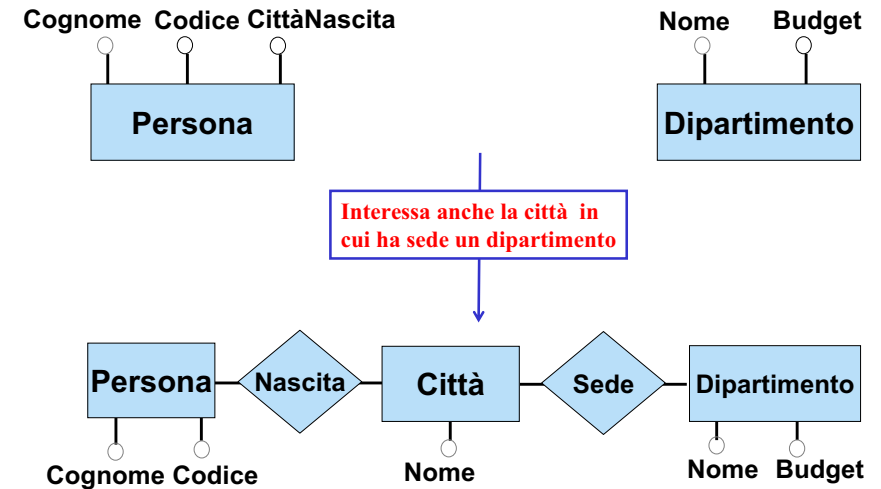 Cognome Codice CittàNascita
Nome Budget
Persona
Dipartimento
Interessa anche la città in
cui ha sede un dipartimento
Persona Nascita Città Sede Dipartimento
Cognome Codice Nome Nome Budget